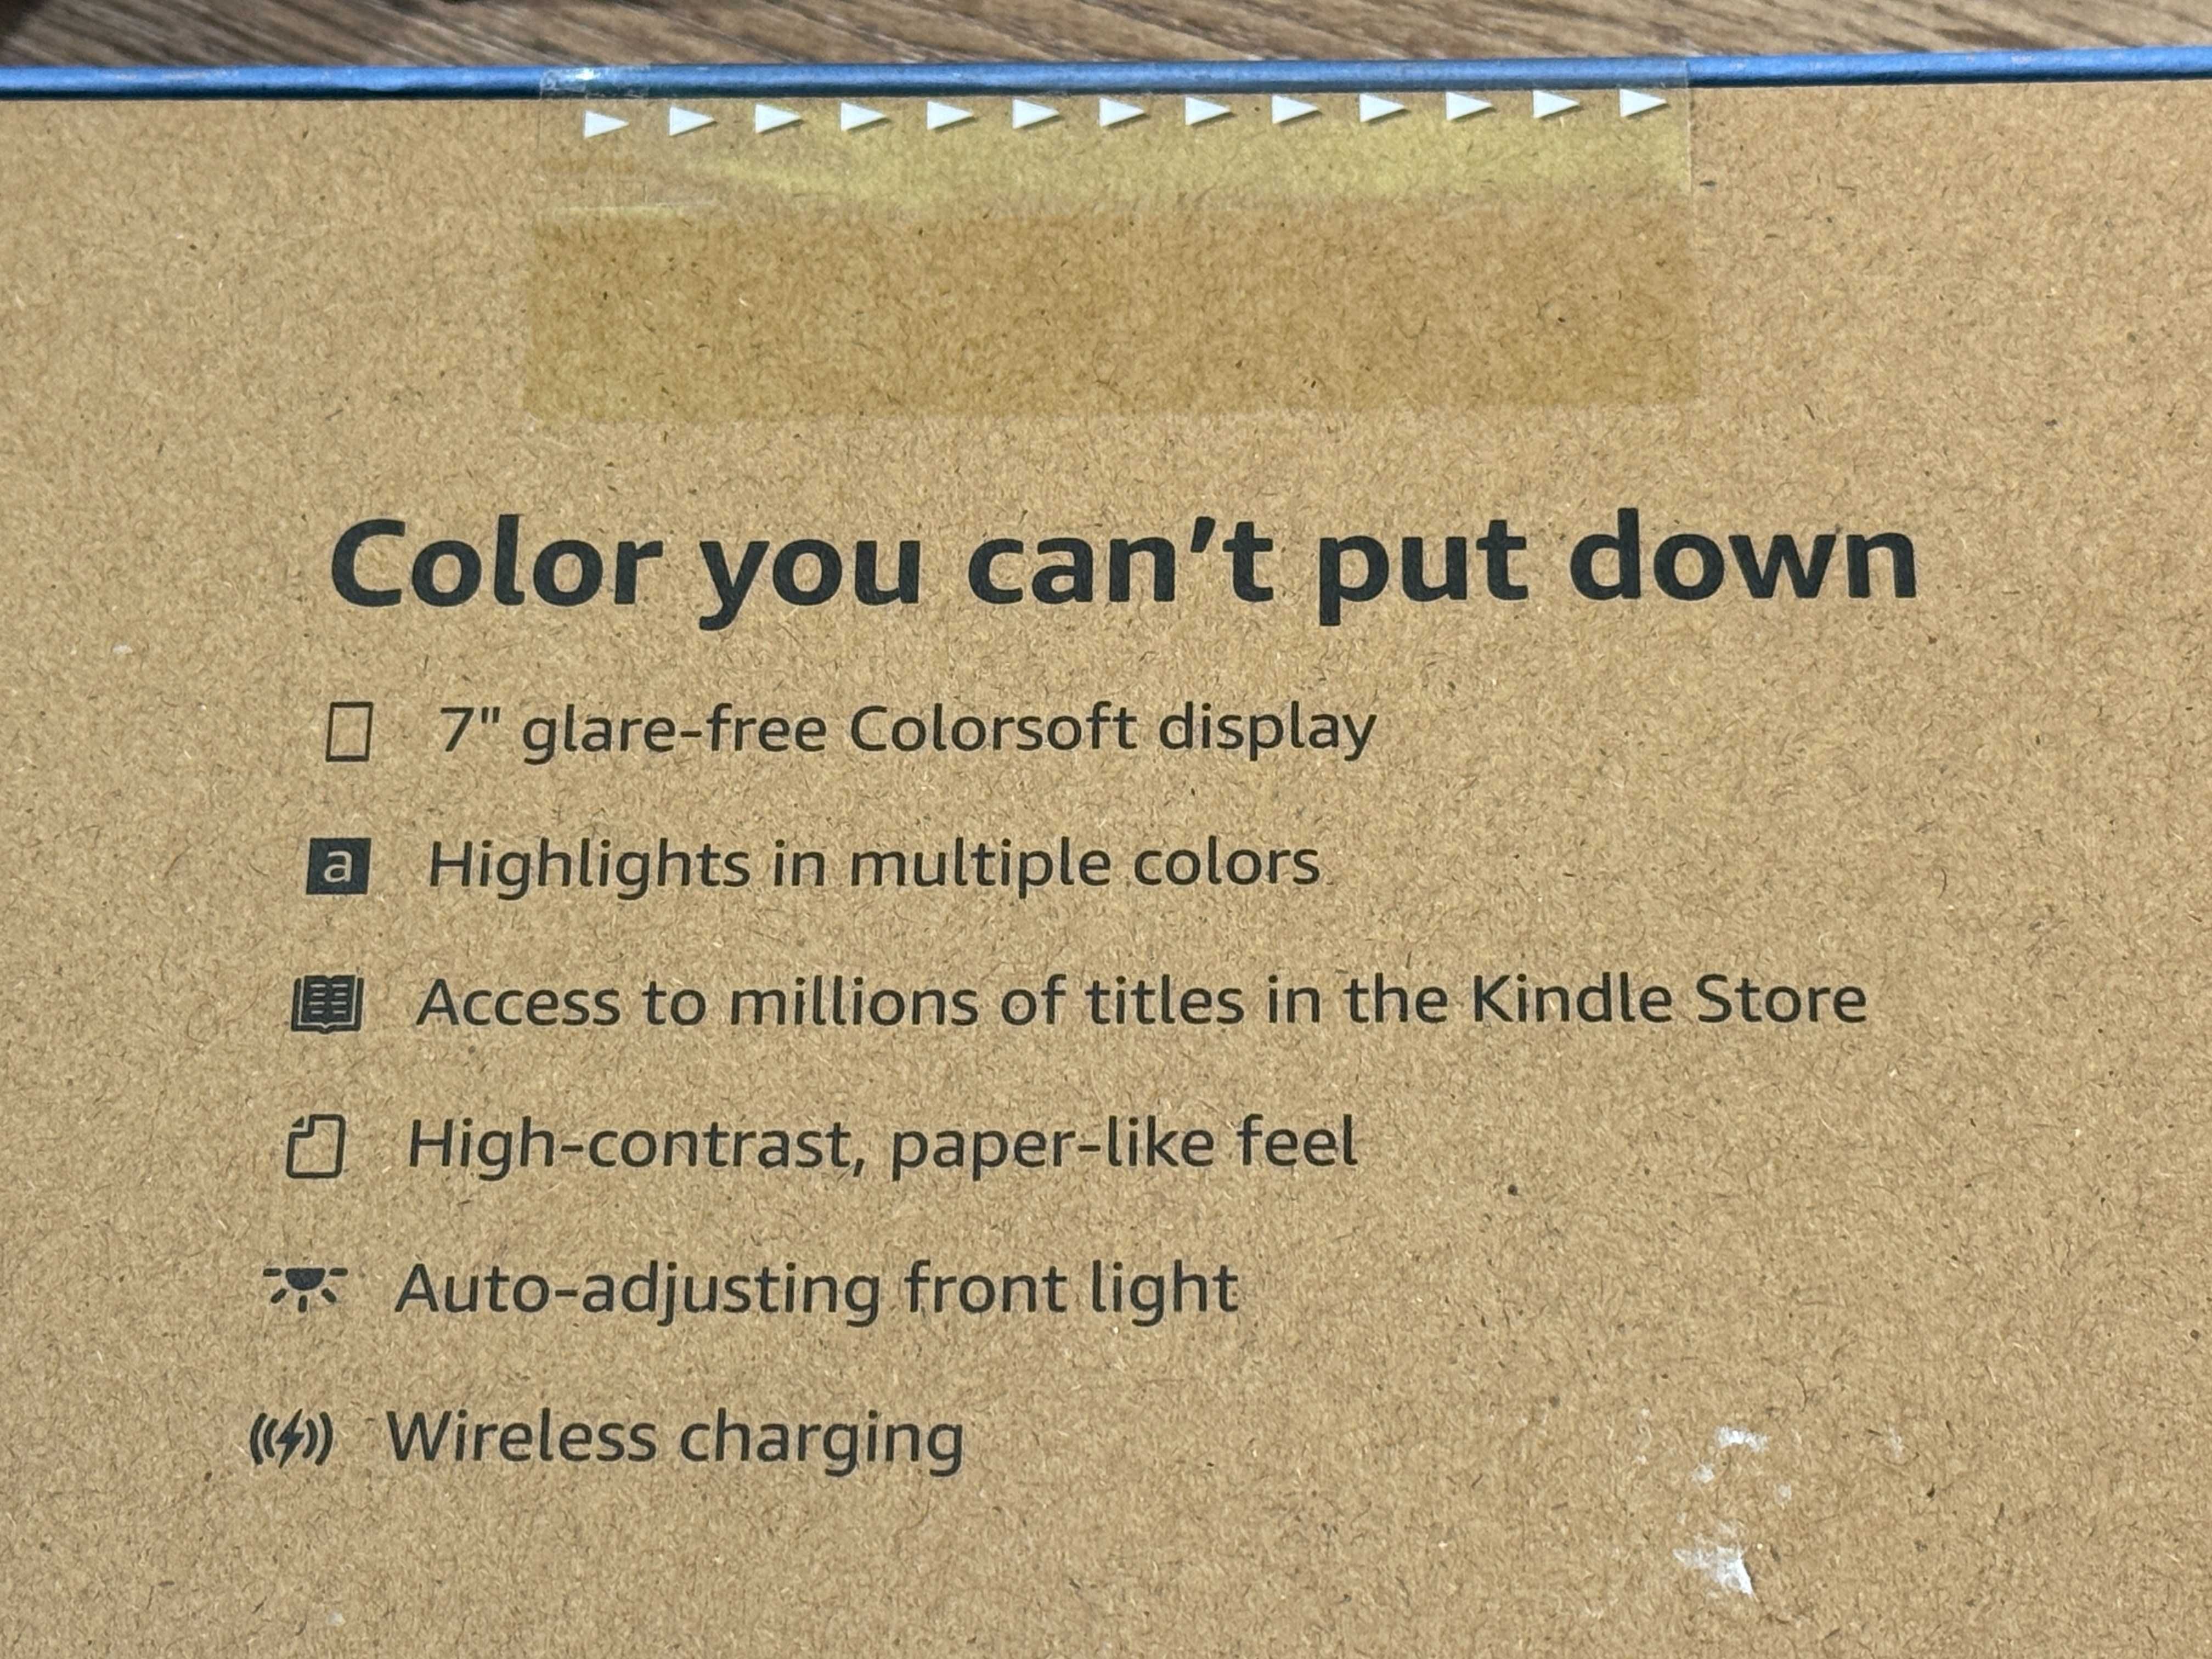 Color you can’t put down
7" glare-free Colorsoft display
a Highlights in multiple colors
Access to millions of titles in the Kindle Store
High-contrast, paper-like feel
Auto-adjusting front light
Wireless charging